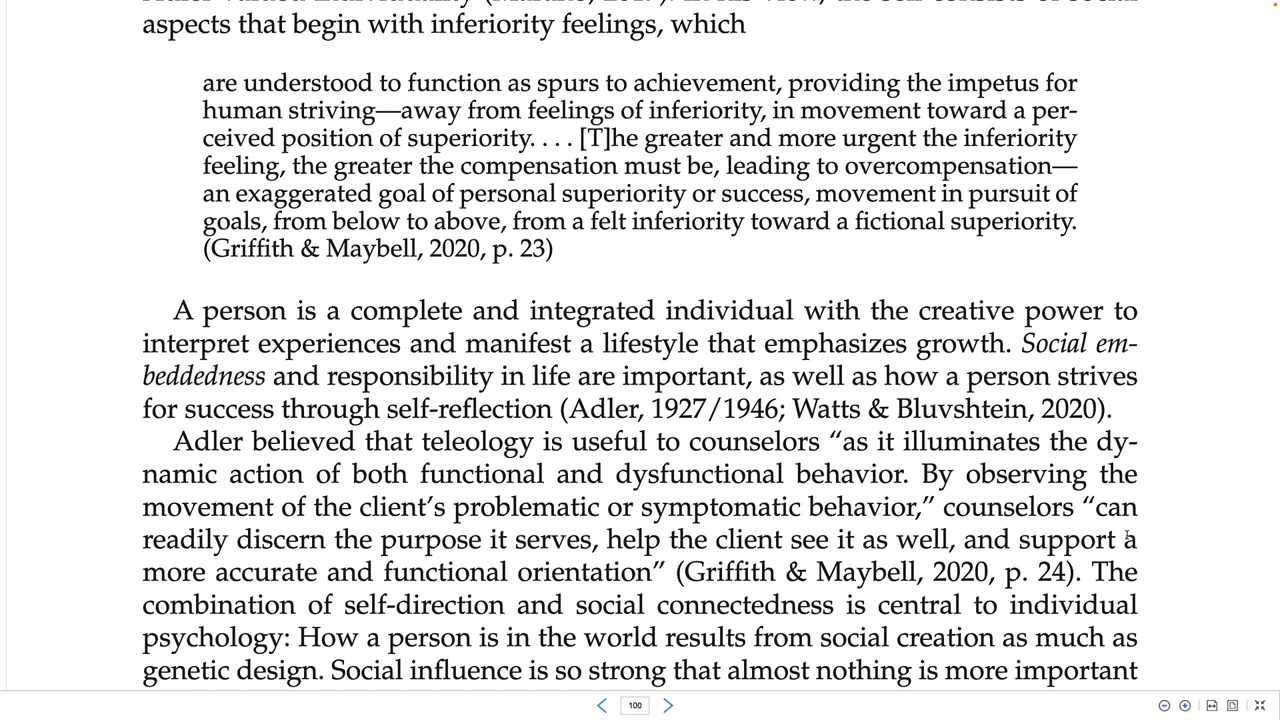 aspects that begin with inferiority feelings, which
are understood to function as spurs to achievement, providing the impetus for
human striving—away from feelings of inferiority, in movement toward a per-
ceived position of superiority. . . . [T]he greater and more urgent the inferiority
feeling, the greater the compensation must be, leading to overcompensation—
an exaggerated goal of personal superiority or success, movement in pursuit of
goals, from below to above, from a felt inferiority toward a fictional superiority.
(Griffith & Maybell, 2020, p. 23)
A person is a complete and integrated individual with the creative power to
interpret experiences and manifest a lifestyle that emphasizes growth. Social em-
beddedness and responsibility in life are important, as well as how a person strives
for success through self-reflection (Adler, 1927/1946; Watts & Bluvshtein, 2020).
Adler believed that teleology is useful to counselors “as it illuminates the dy-
namic action of both functional and dysfunctional behavior. By observing the
movement of the client’s problematic or symptomatic behavior,” counselors “can
readily discern the purpose it serves, help the client see it as well, and support a
more accurate and functional orientation” (Griffith & Maybell, 2020, p. 24). The
combination of self-direction and social connectedness is central to individual
psychology: How a person is in the world results from social creation as much as
genetic design. Social influence is so strong that almost nothing is more important
100